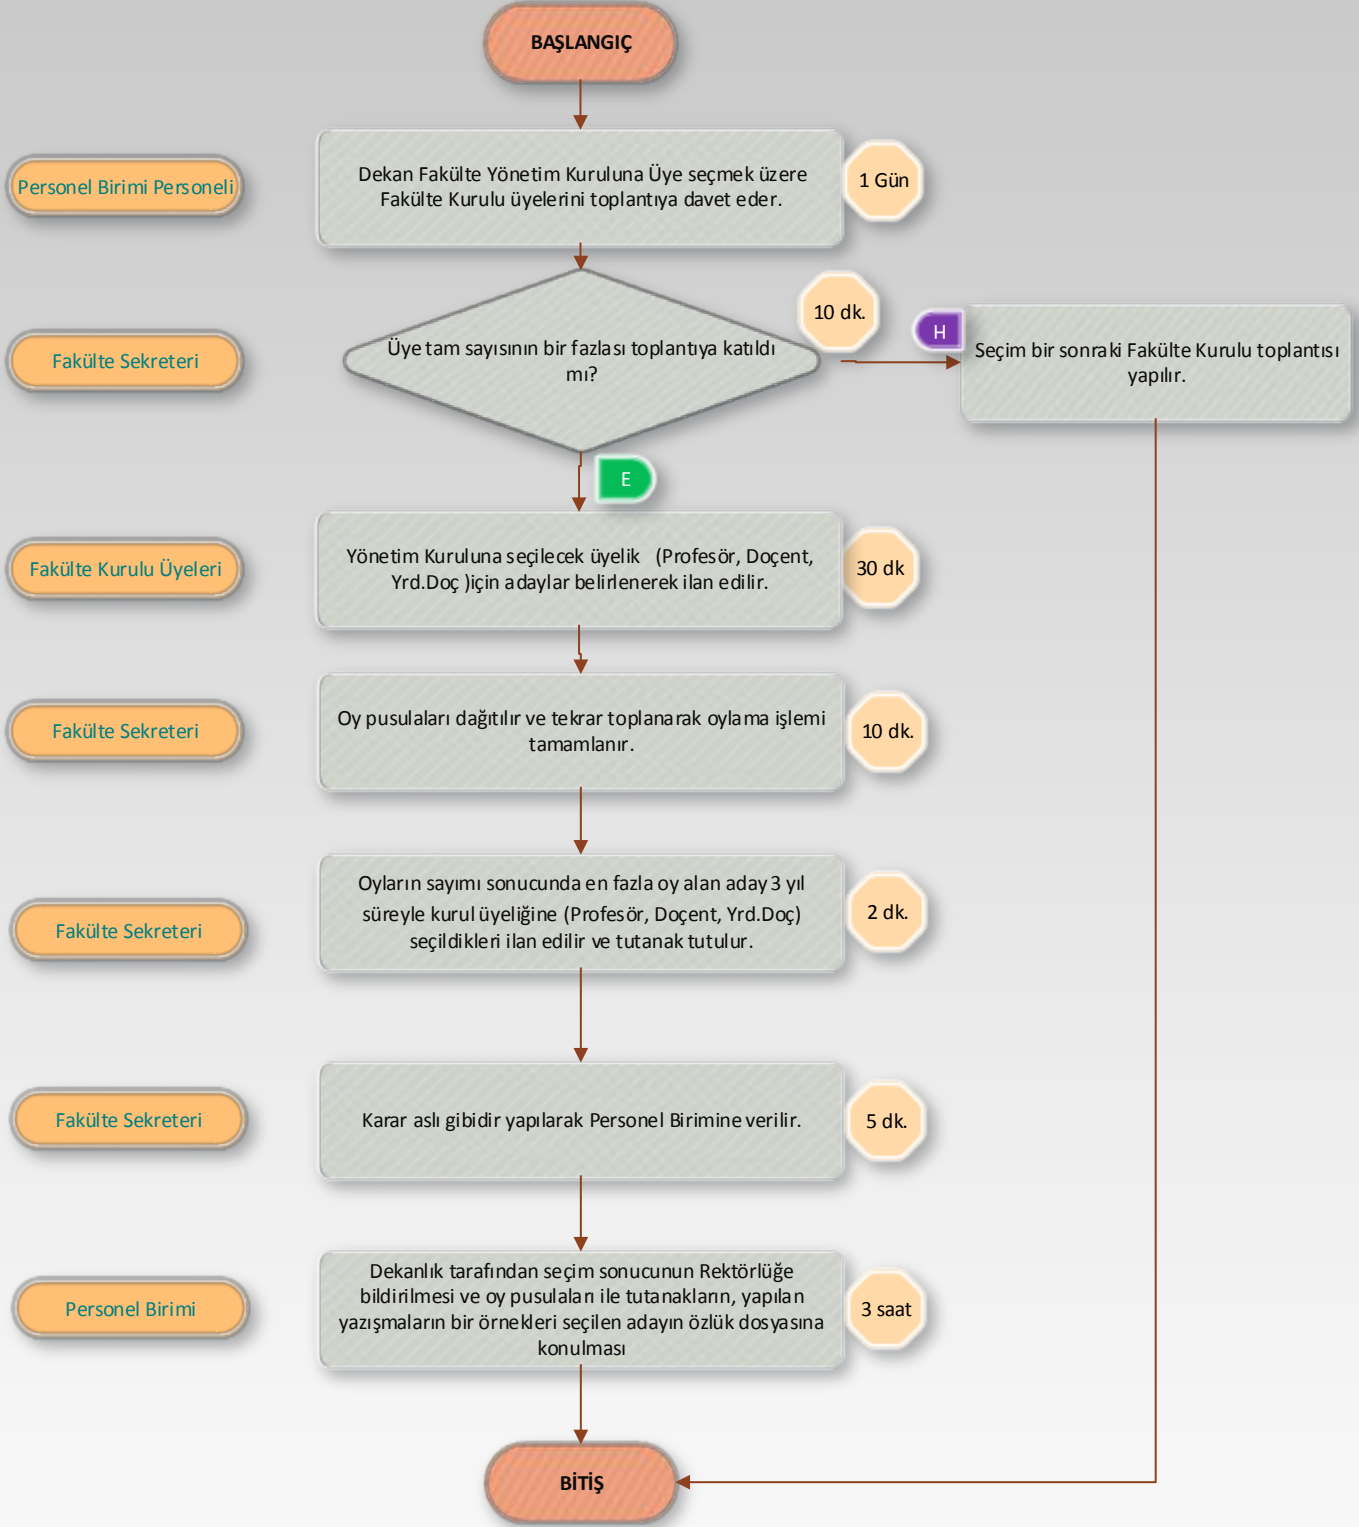 BAŞLANGIÇ
Personel Birimi Personeli
Dekan Fakülte Yönetim Kuruluna Üye seçmek üzere
Fakülte Kurulu üyelerini toplantıya davet eder.
1 Gün
Fakülte Sekreteri
Üye tam sayısının bir fazlası toplantıya katıldı
mı?
10 dk.
H
Seçim bir sonraki Fakülte Kurulu toplantısı
yapılır.
E
Fakülte Kurulu Üyeleri
Yönetim Kuruluna seçilecek üyelik (Profesör, Doçent,
Yrd.Doç )için adaylar belirlenerek ilan edilir.
30 dk
Fakülte Sekreteri
Oy pusulaları dağıtılır ve tekrar toplanarak oylama işlemi
tamamlanır.
10 dk.
Fakülte Sekreteri
Oyların sayımı sonucunda en fazla oy alan aday 3 yıl
süreyle kurul üyeliğine (Profesör, Doçent, Yrd.Doç)
seçildikleri ilan edilir ve tutanak tutulur.
2 dk.
Fakülte Sekreteri
Karar aslı gibidir yapılarak Personel Birimine verilir.
5 dk.
Personel Birimi
Dekanlık tarafından seçim sonucunun Rektörlüğe
bildirilmesi ve oy pusulaları ile tutanakların, yapılan
yazışmaların bir örnekleri seçilen adayın özlük dosyasına
konulması
3 saat
BİTİŞ